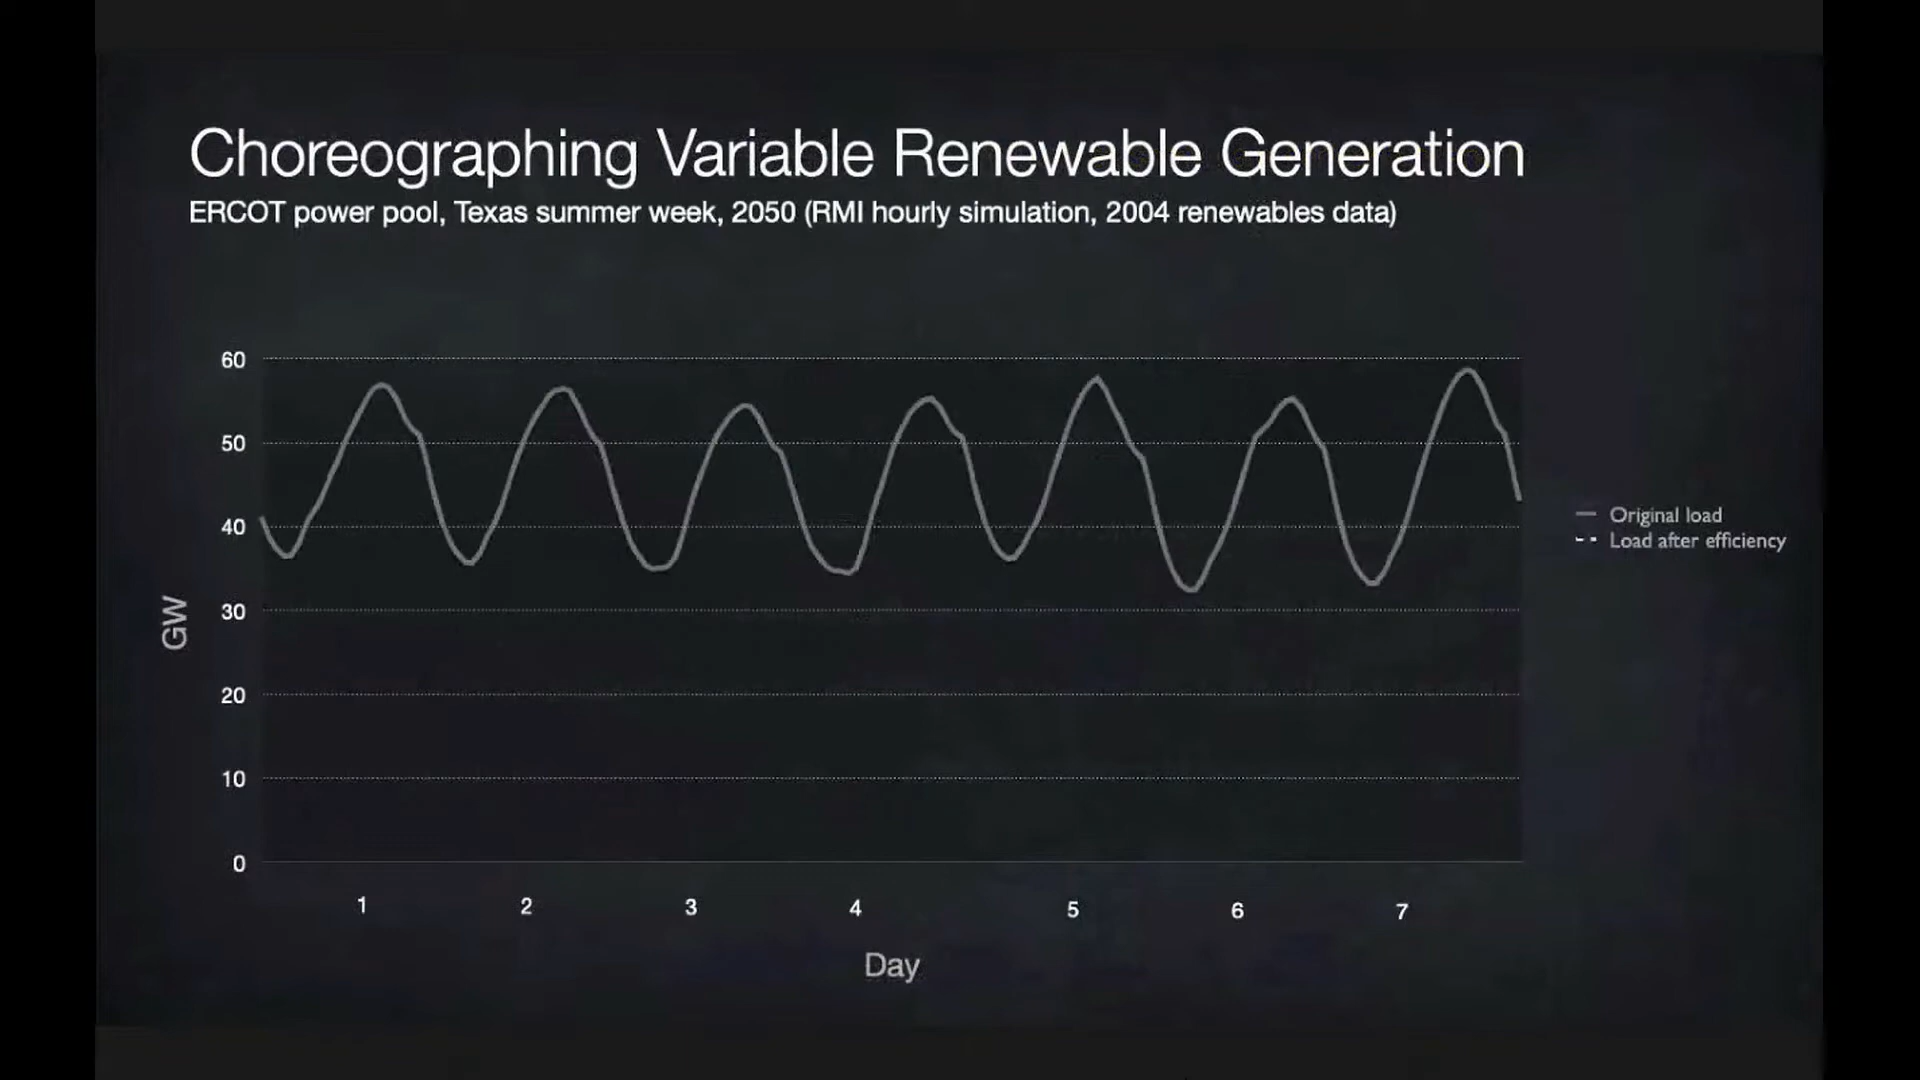 Choreographing Variable Renewable Generation
ERCOT power pool, Texas summer week, 2050 (RMI hourly simulation, 2004 renewables data)
60
50
40
30
20
10
0
GW
1 2 3 4 5 6 7
Day
Original load
Load after efficiency